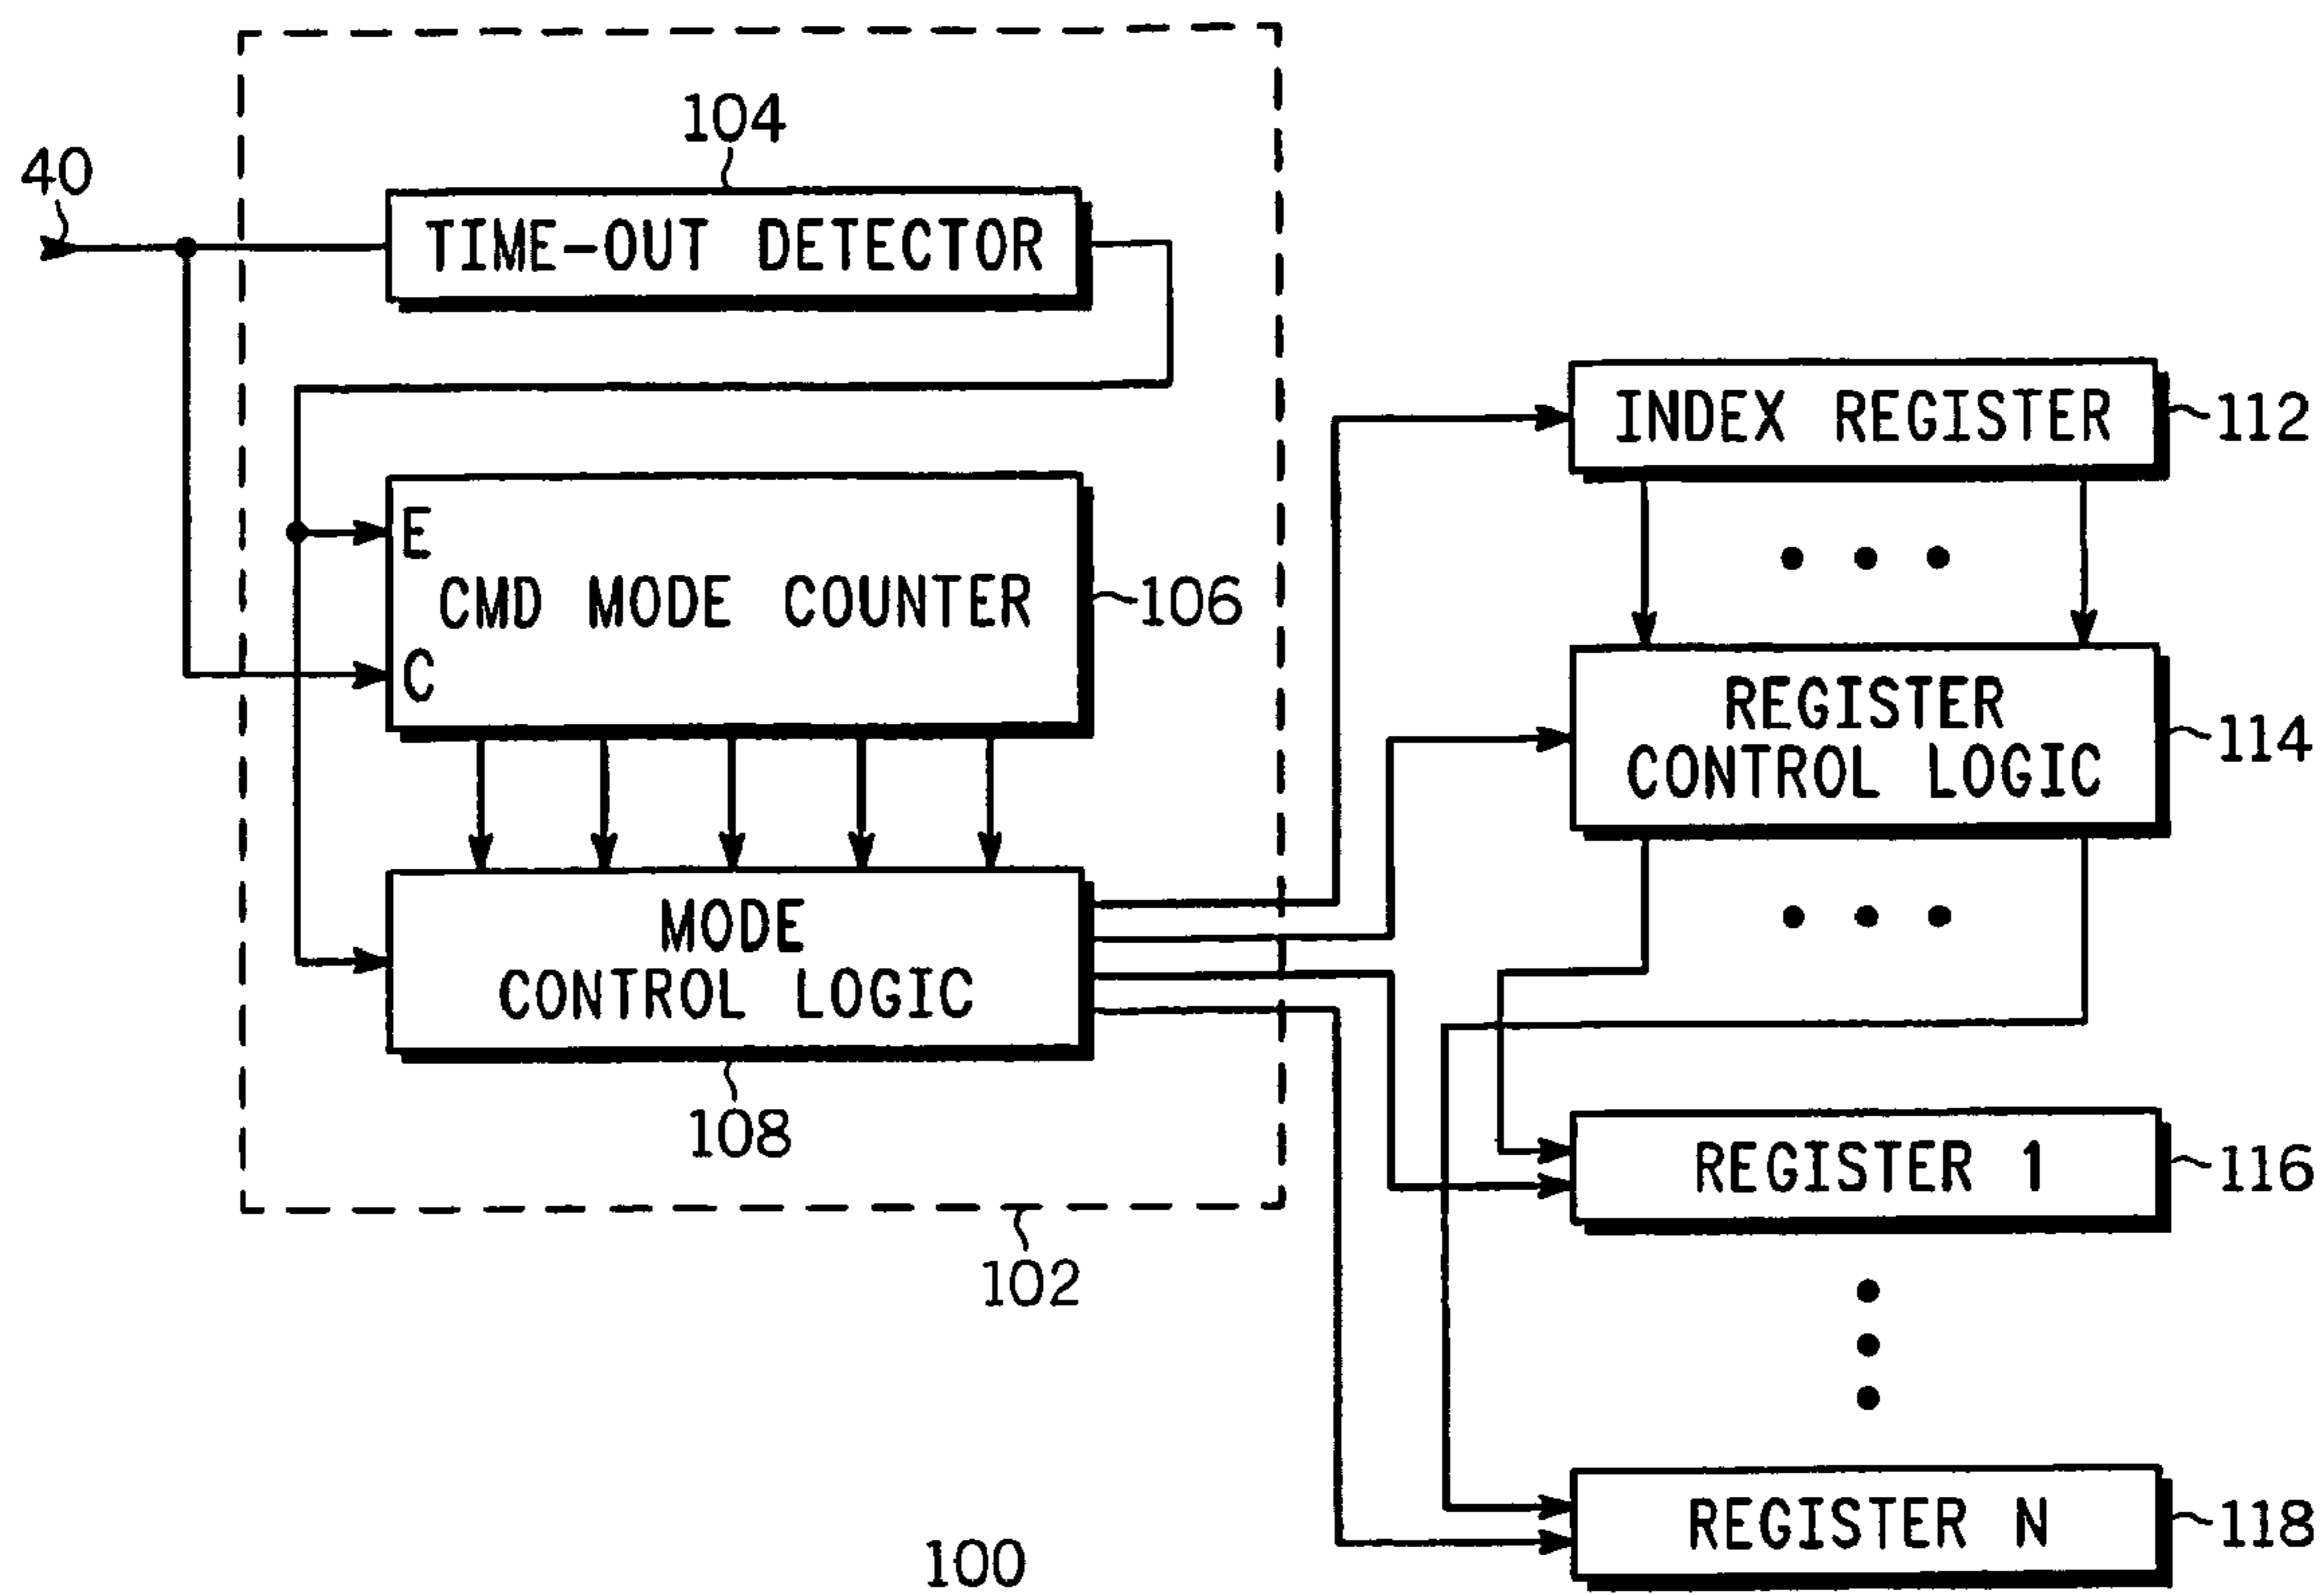 104
40
TIME-OUT DETECTOR
INDEX REGISTER
112
E
CMD MODE COUNTER
106
C
REGISTER
CONTROL LOGIC
114
MODE
CONTROL LOGIC
108
REGISTER 1
116
102
REGISTER N
118
100